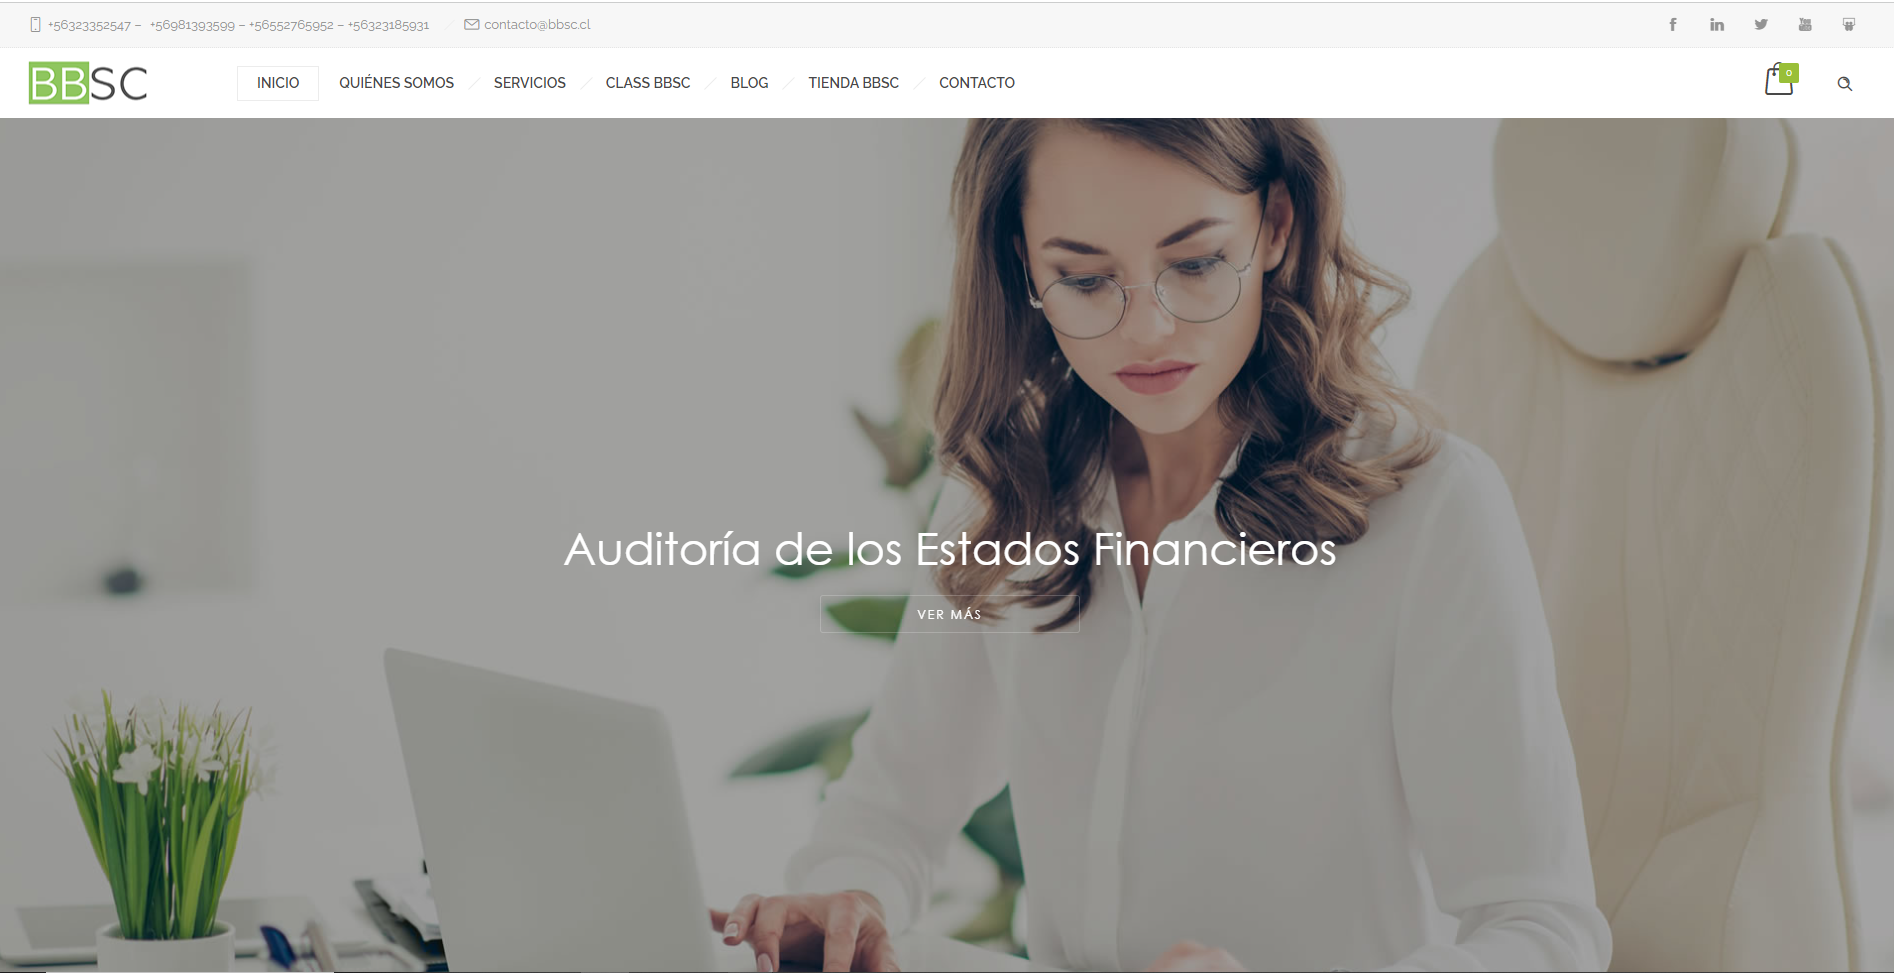 +56323352547 – +56981393599 – +56552765952 – +56323185931 contacto@bbsc.cl
BBSC
INICIO QUIÉNES SOMOS SERVICIOS CLASS BBSC BLOG TIENDA BBSC CONTACTO
0
Auditoría de los Estados Financieros
VER MÁS